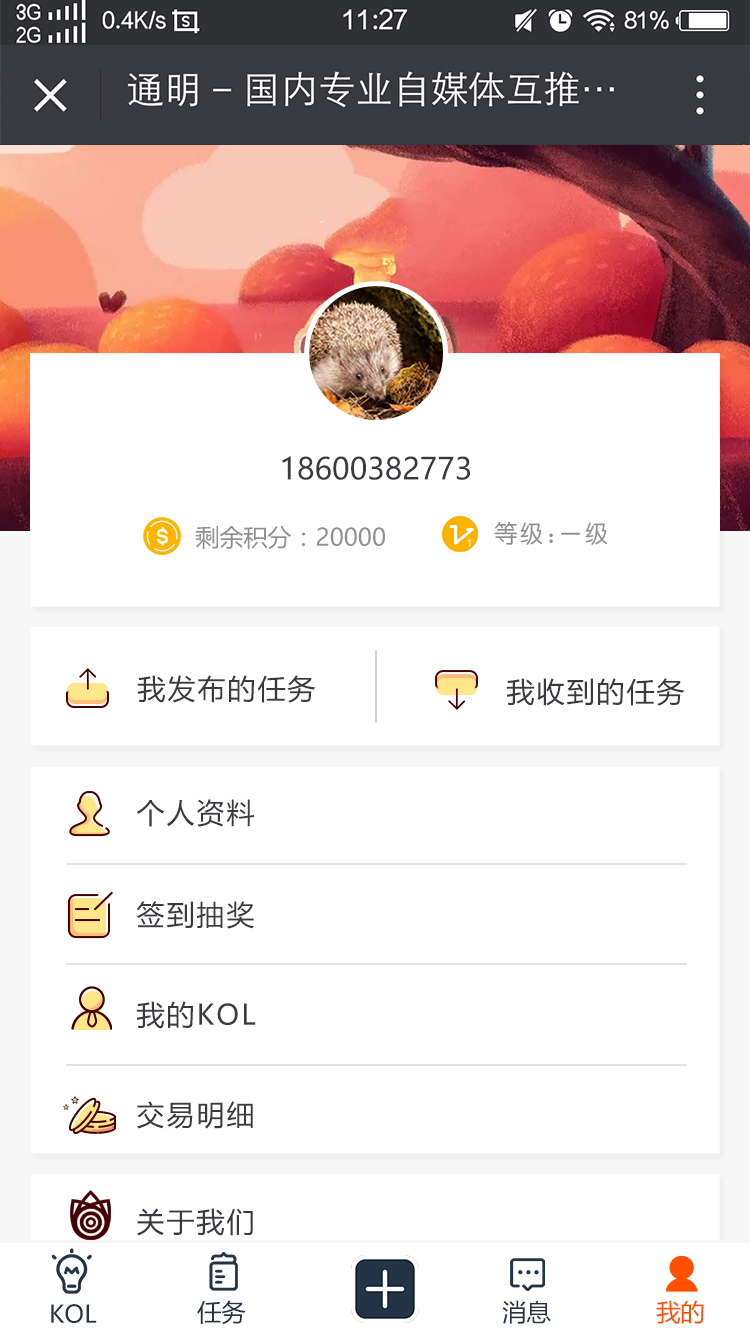 3G 2G 0.4K/s 11:27 81%
通明 – 国内专业自媒体互推…
18600382773
剩余积分：20000 等级:一级
我发布的任务 我收到的任务
个人资料
签到抽奖
我的KOL
交易明细
关于我们
KOL 任务 消息 我的